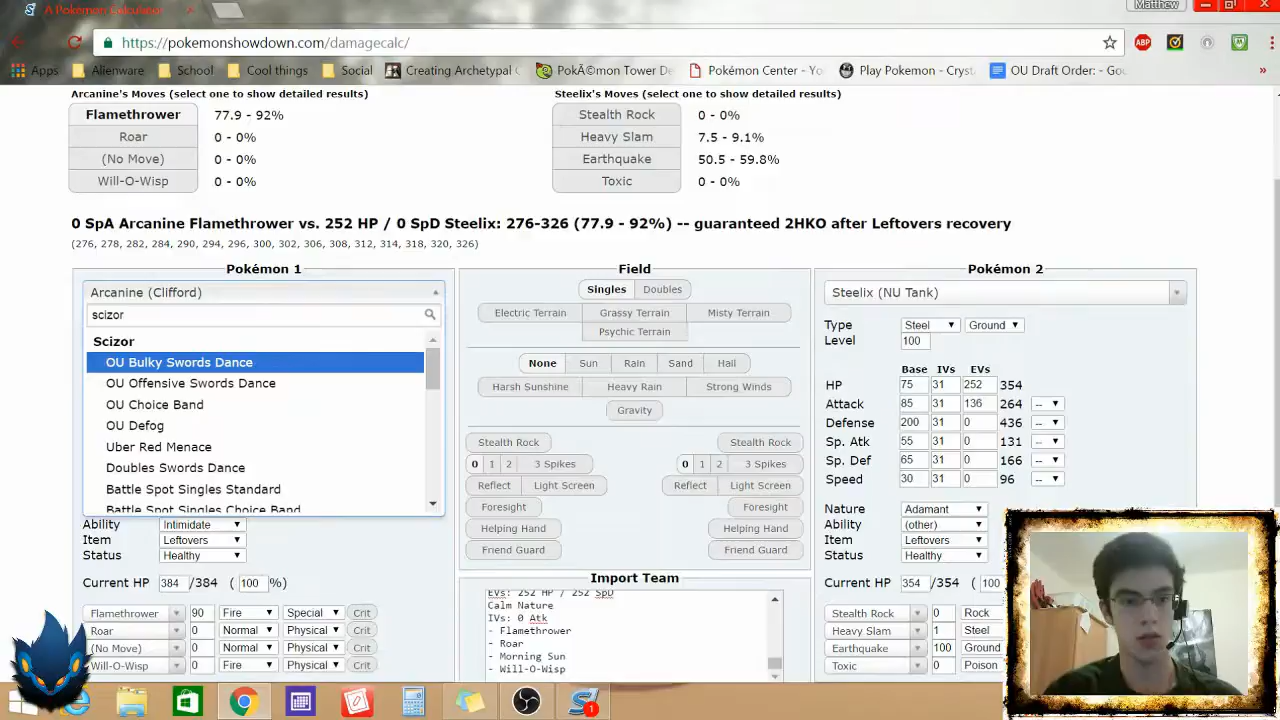 A Pokemon Calculator
Matthew
https://pokemonshowdown.com/damagecalc/
ABP
Apps
Alienware
School
Cool things
Social
Creating Archetypal
PokÃ©mon Tower De
Pokémon Center - Yo
Play Pokemon - Cryst
OU Draft Order: - Go
»
Arcanine's Moves (select one to show detailed results)
Steelix's Moves (select one to show detailed results)
Flamethrower 77.9 - 92%
Stealth Rock 0 - 0%
Roar 0 - 0%
Heavy Slam 7.5 - 9.1%
(No Move) 0 - 0%
Earthquake 50.5 - 59.8%
Will-O-Wisp 0 - 0%
Toxic 0 - 0%
0 SpA Arcanine Flamethrower vs. 252 HP / 0 SpD Steelix: 276-326 (77.9 - 92%) -- guaranteed 2HKO after Leftovers recovery
(276, 278, 282, 284, 290, 294, 296, 300, 302, 306, 308, 312, 314, 318, 320, 326)
Pokémon 1
Arcanine (Clifford)
scizor
Scizor
OU Bulky Swords Dance
OU Offensive Swords Dance
OU Choice Band
OU Defog
Uber Red Menace
Doubles Swords Dance
Battle Spot Singles Standard
Battle Spot Singles Choice Band
Ability Intimidate
Item Leftovers
Status Healthy
Current HP 384 /384 ( 100 %)
Flamethrower 90 Fire Special Crit
Roar 0 Normal Physical Crit
(No Move) 0 Normal Physical Crit
Will-O-Wisp 0 Fire Physical Crit
Field
Singles Doubles
Electric Terrain Grassy Terrain Misty Terrain
Psychic Terrain
None Sun Rain Sand Hail
Harsh Sunshine Heavy Rain Strong Winds
Gravity
Stealth Rock Stealth Rock
0 1 2 3 Spikes 0 1 2 3 Spikes
Reflect Light Screen Reflect Light Screen
Foresight Foresight
Helping Hand Helping Hand
Friend Guard Friend Guard
Import Team
EVs: 252 HP / 252 SpD
Calm Nature
IVs: 0 Atk
- Flamethrower
- Roar
- Morning Sun
- Will-O-Wisp
Pokémon 2
Steelix (NU Tank)
Type Steel Ground
Level 100
Base IVs EVs
HP 75 31 252 354
Attack 85 31 136 264 --
Defense 200 31 0 436 --
Sp. Atk 55 31 0 131 --
Sp. Def 65 31 0 166 --
Speed 30 31 0 96 --
Nature Adamant
Ability (other)
Item Leftovers
Status Healthy
Current HP 354 /354 ( 100
Stealth Rock 0 Rock
Heavy Slam 1 Steel
Earthquake 100 Ground
Toxic 0 Poison
1